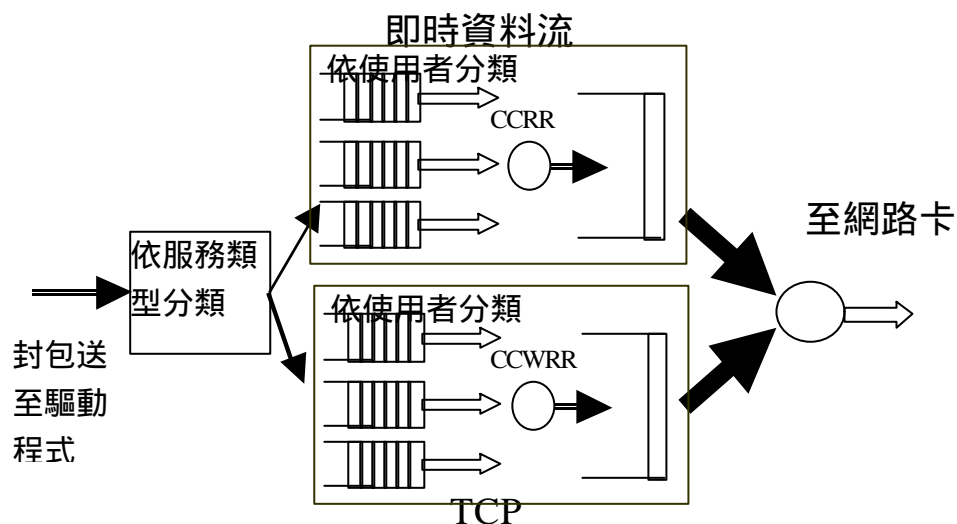 即時資料流
依使用者分類
CCRR
至網路卡
依服務類
型分類
依使用者分類
CCWRR
封包送
至驅動
程式
TCP